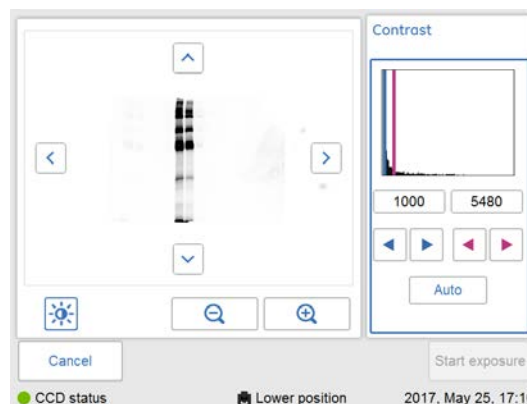 Contrast
1000 5480
Auto
Cancel
Start exposure
CCD status
Lower position
2017, May 25, 17:1